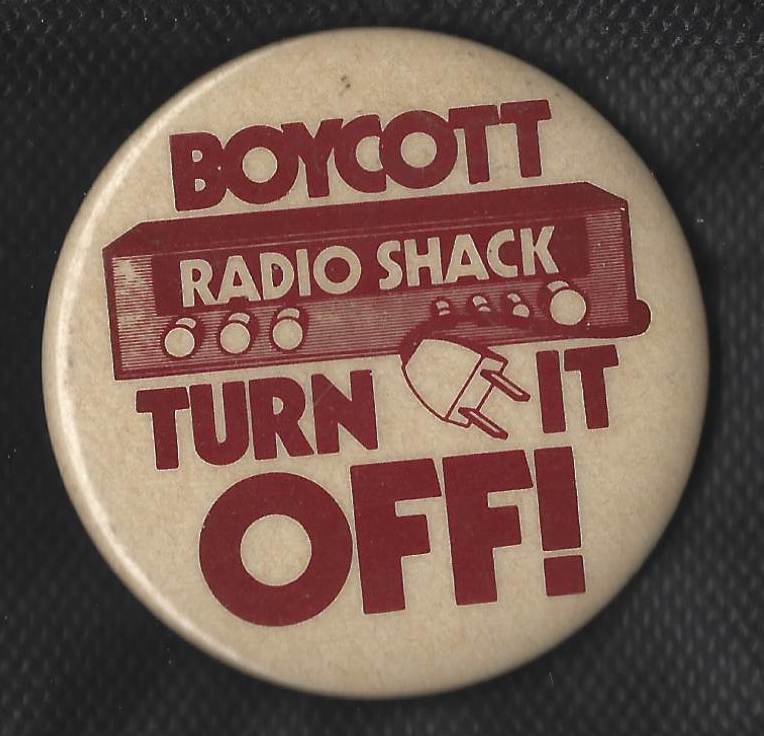 BOYCOTT
RADIO SHACK
TURN IT
OFF!